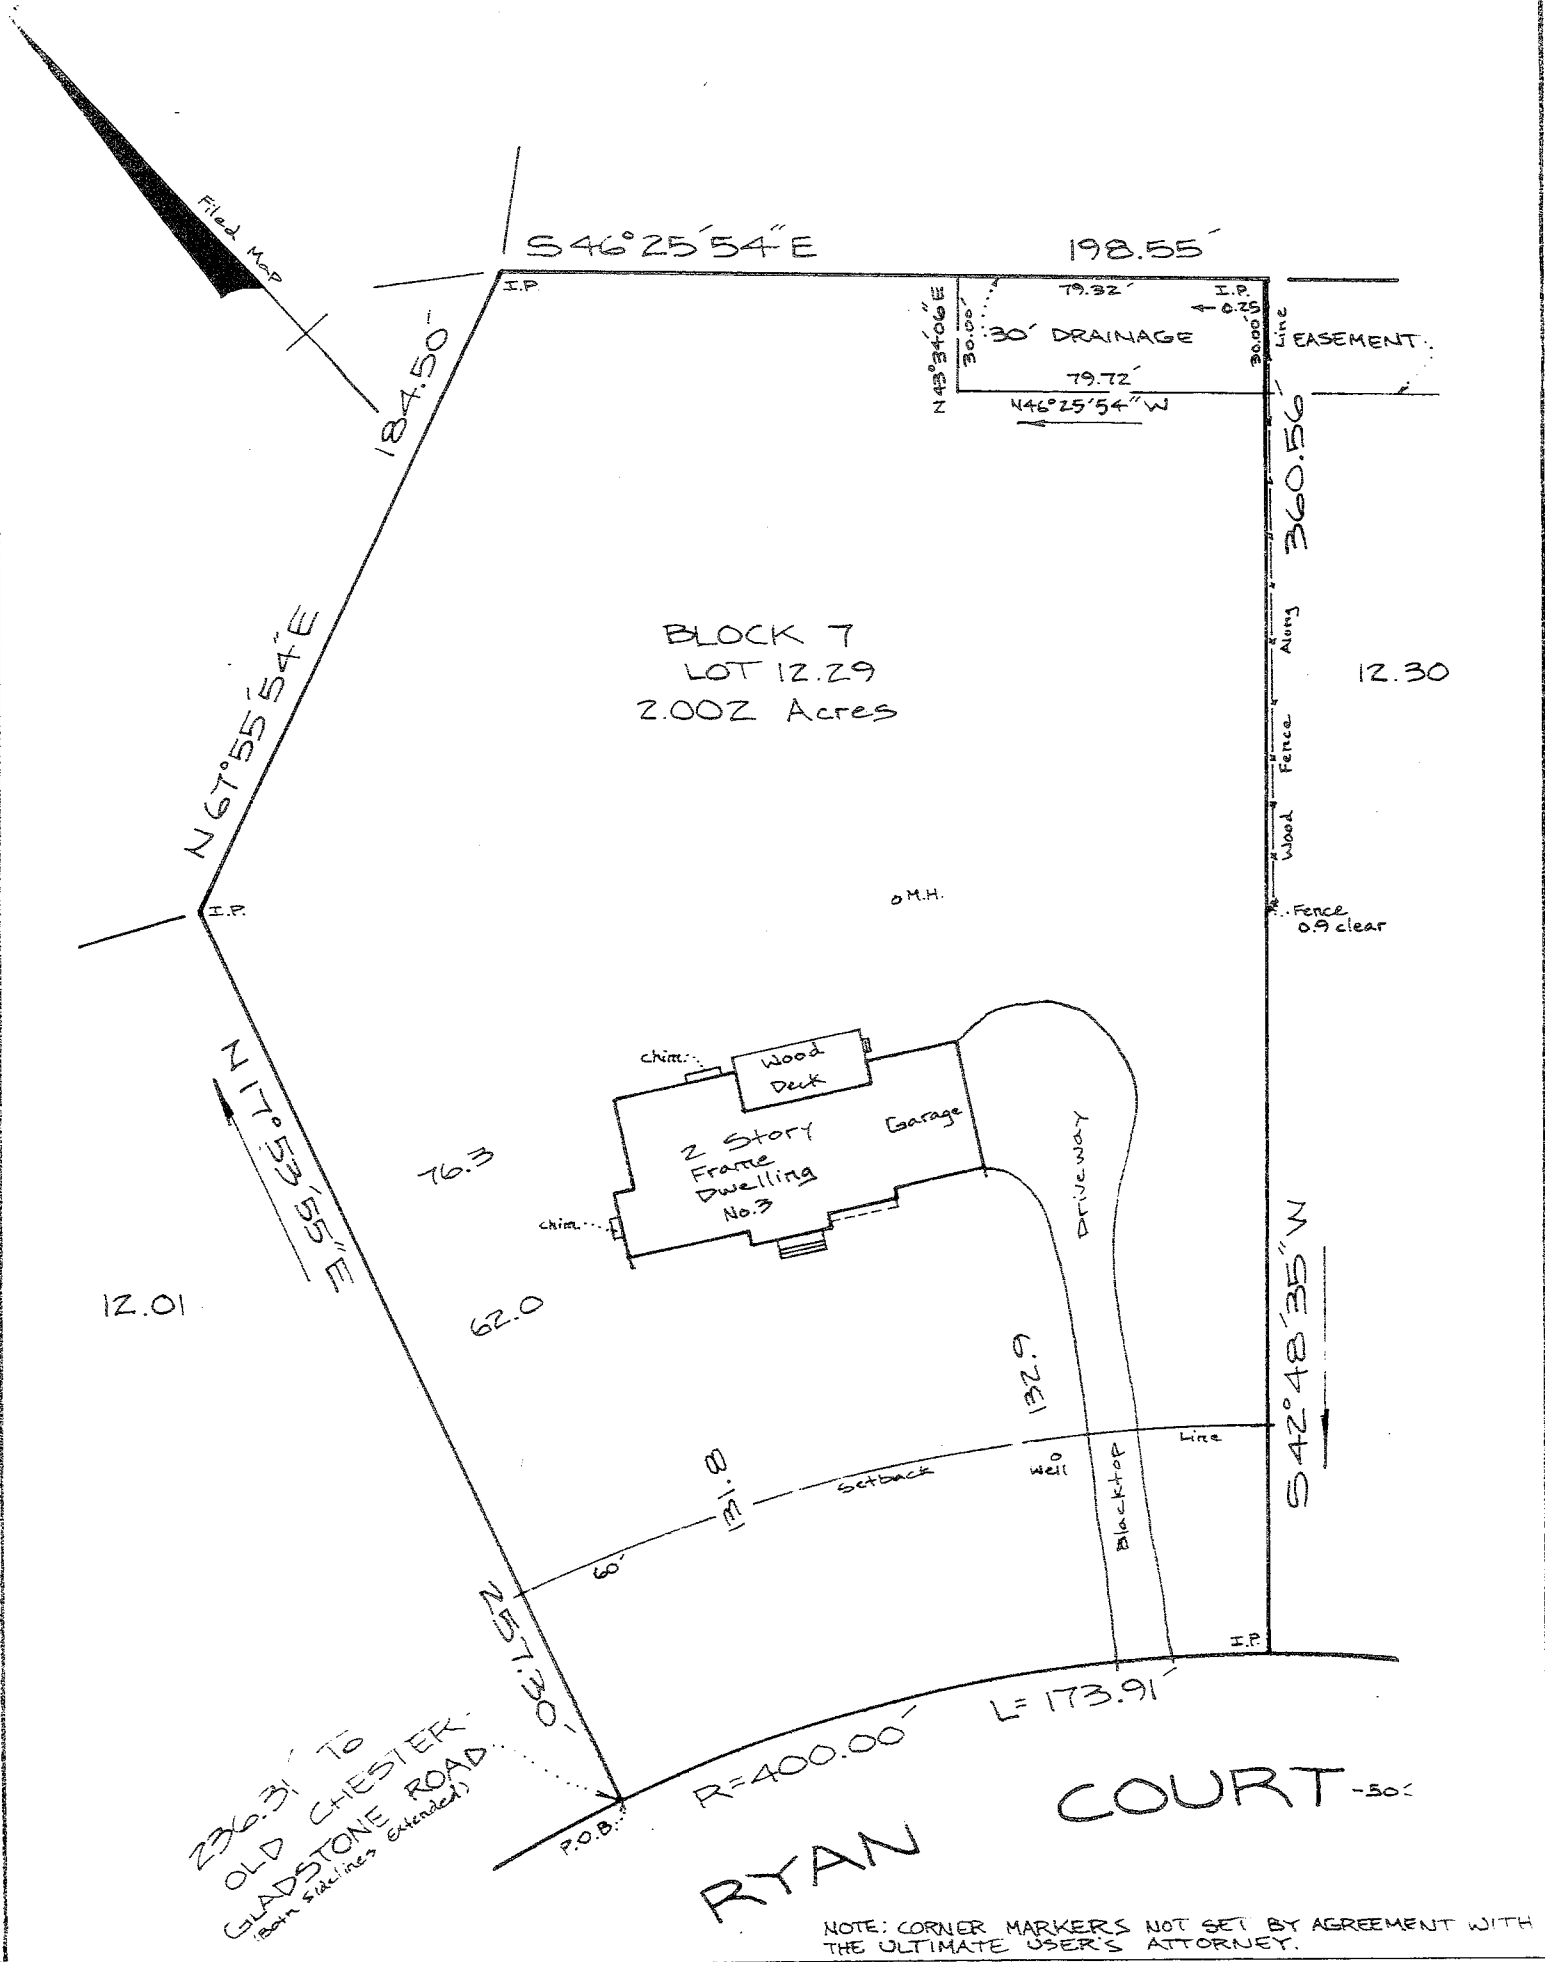 Filed Map
S 46° 25' 54" E
198.55'
I.P.
184.50'
79.32'
I.P.
0.25
N43°34'06"E
30.00'
30' DRAINAGE
30.00'
Line
EASEMENT
79.72'
N46°25'54"W
360.56'
BLOCK 7
LOT 12.29
2.002 Acres
Along
12.30
N 67° 55' 54" E
Fence
Wood
M.H.
I.P.
Fence
0.9 clear
N 17° 53' 55" E
chim.
Wood
Deck
76.3
2 Story
Frame
Dwelling
No.3
Garage
Driveway
chim.
12.01
62.0
132.9
S 42° 48' 35" W
131.8
Setback
Well
Line
60'
Blacktop
257.30'
I.P.
L= 173.91'
R=400.00'
236.31' TO
OLD CHESTER-
GLADSTONE ROAD
(Both Sidelines Extended)
P.O.B.
RYAN COURT -50'
NOTE: CORNER MARKERS NOT SET BY AGREEMENT WITH
THE ULTIMATE USER'S ATTORNEY.